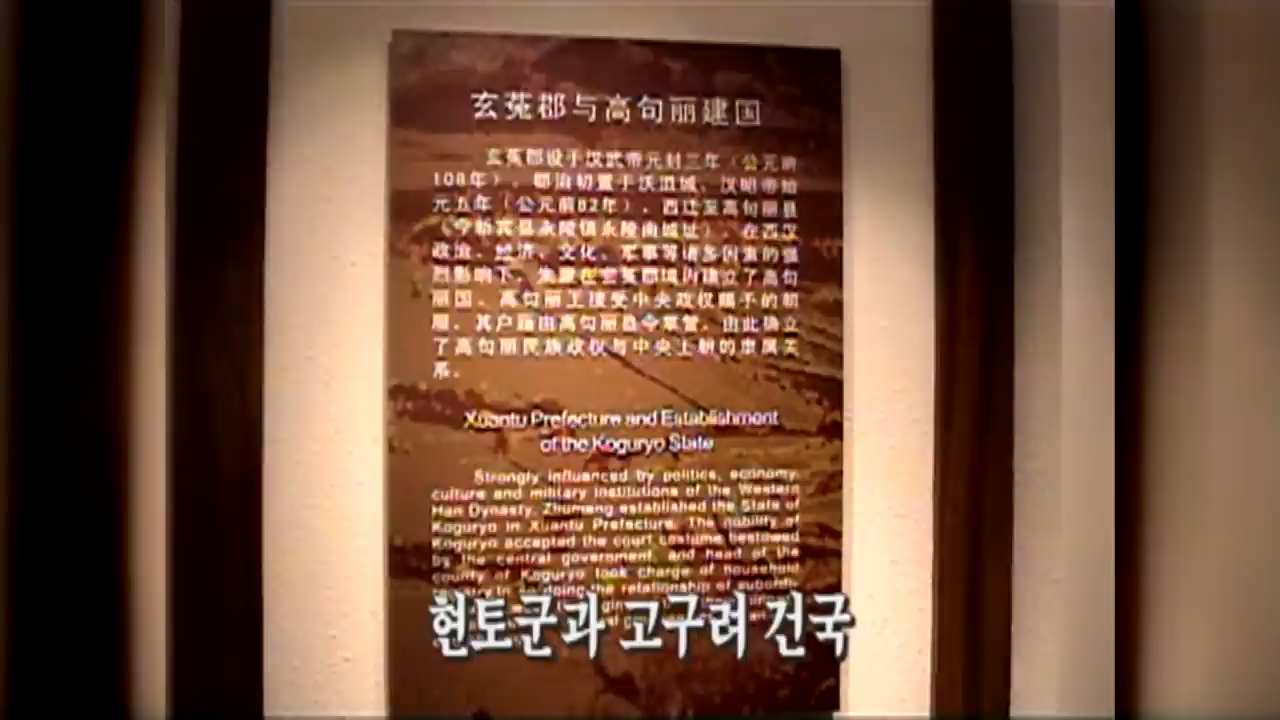 玄菟郡与高句丽建国
玄菟郡设于汉武帝元封三年（公元前
108年），郡治初置于沃沮城，汉昭帝始
元五年（公元前82年），西迁至高句丽县
（今新宾县永陵镇永陵南城址）。在西汉
政治、经济、文化、军事等诸多因素的强
烈影响下，朱蒙在玄菟郡境内建立了高句
丽国。高句丽王接受中央政权赐予的朝
服，其户籍由高句丽县令掌管，由此确立
了高句丽民族政权与中央王朝的隶属关
系。
Xuantu Prefecture and Establishment
of the Koguryo State
Strongly influenced by politics, economy,
culture and military institutions of the Western
Han Dynasty, Zhumeng established the State of
Koguryo in Xuantu Prefecture. The nobility of
Koguryo accepted the court costume bestowed
by the central government, and head of the
county of Koguryo took charge of household
doing the relationship of
현토군과 고구려 건국